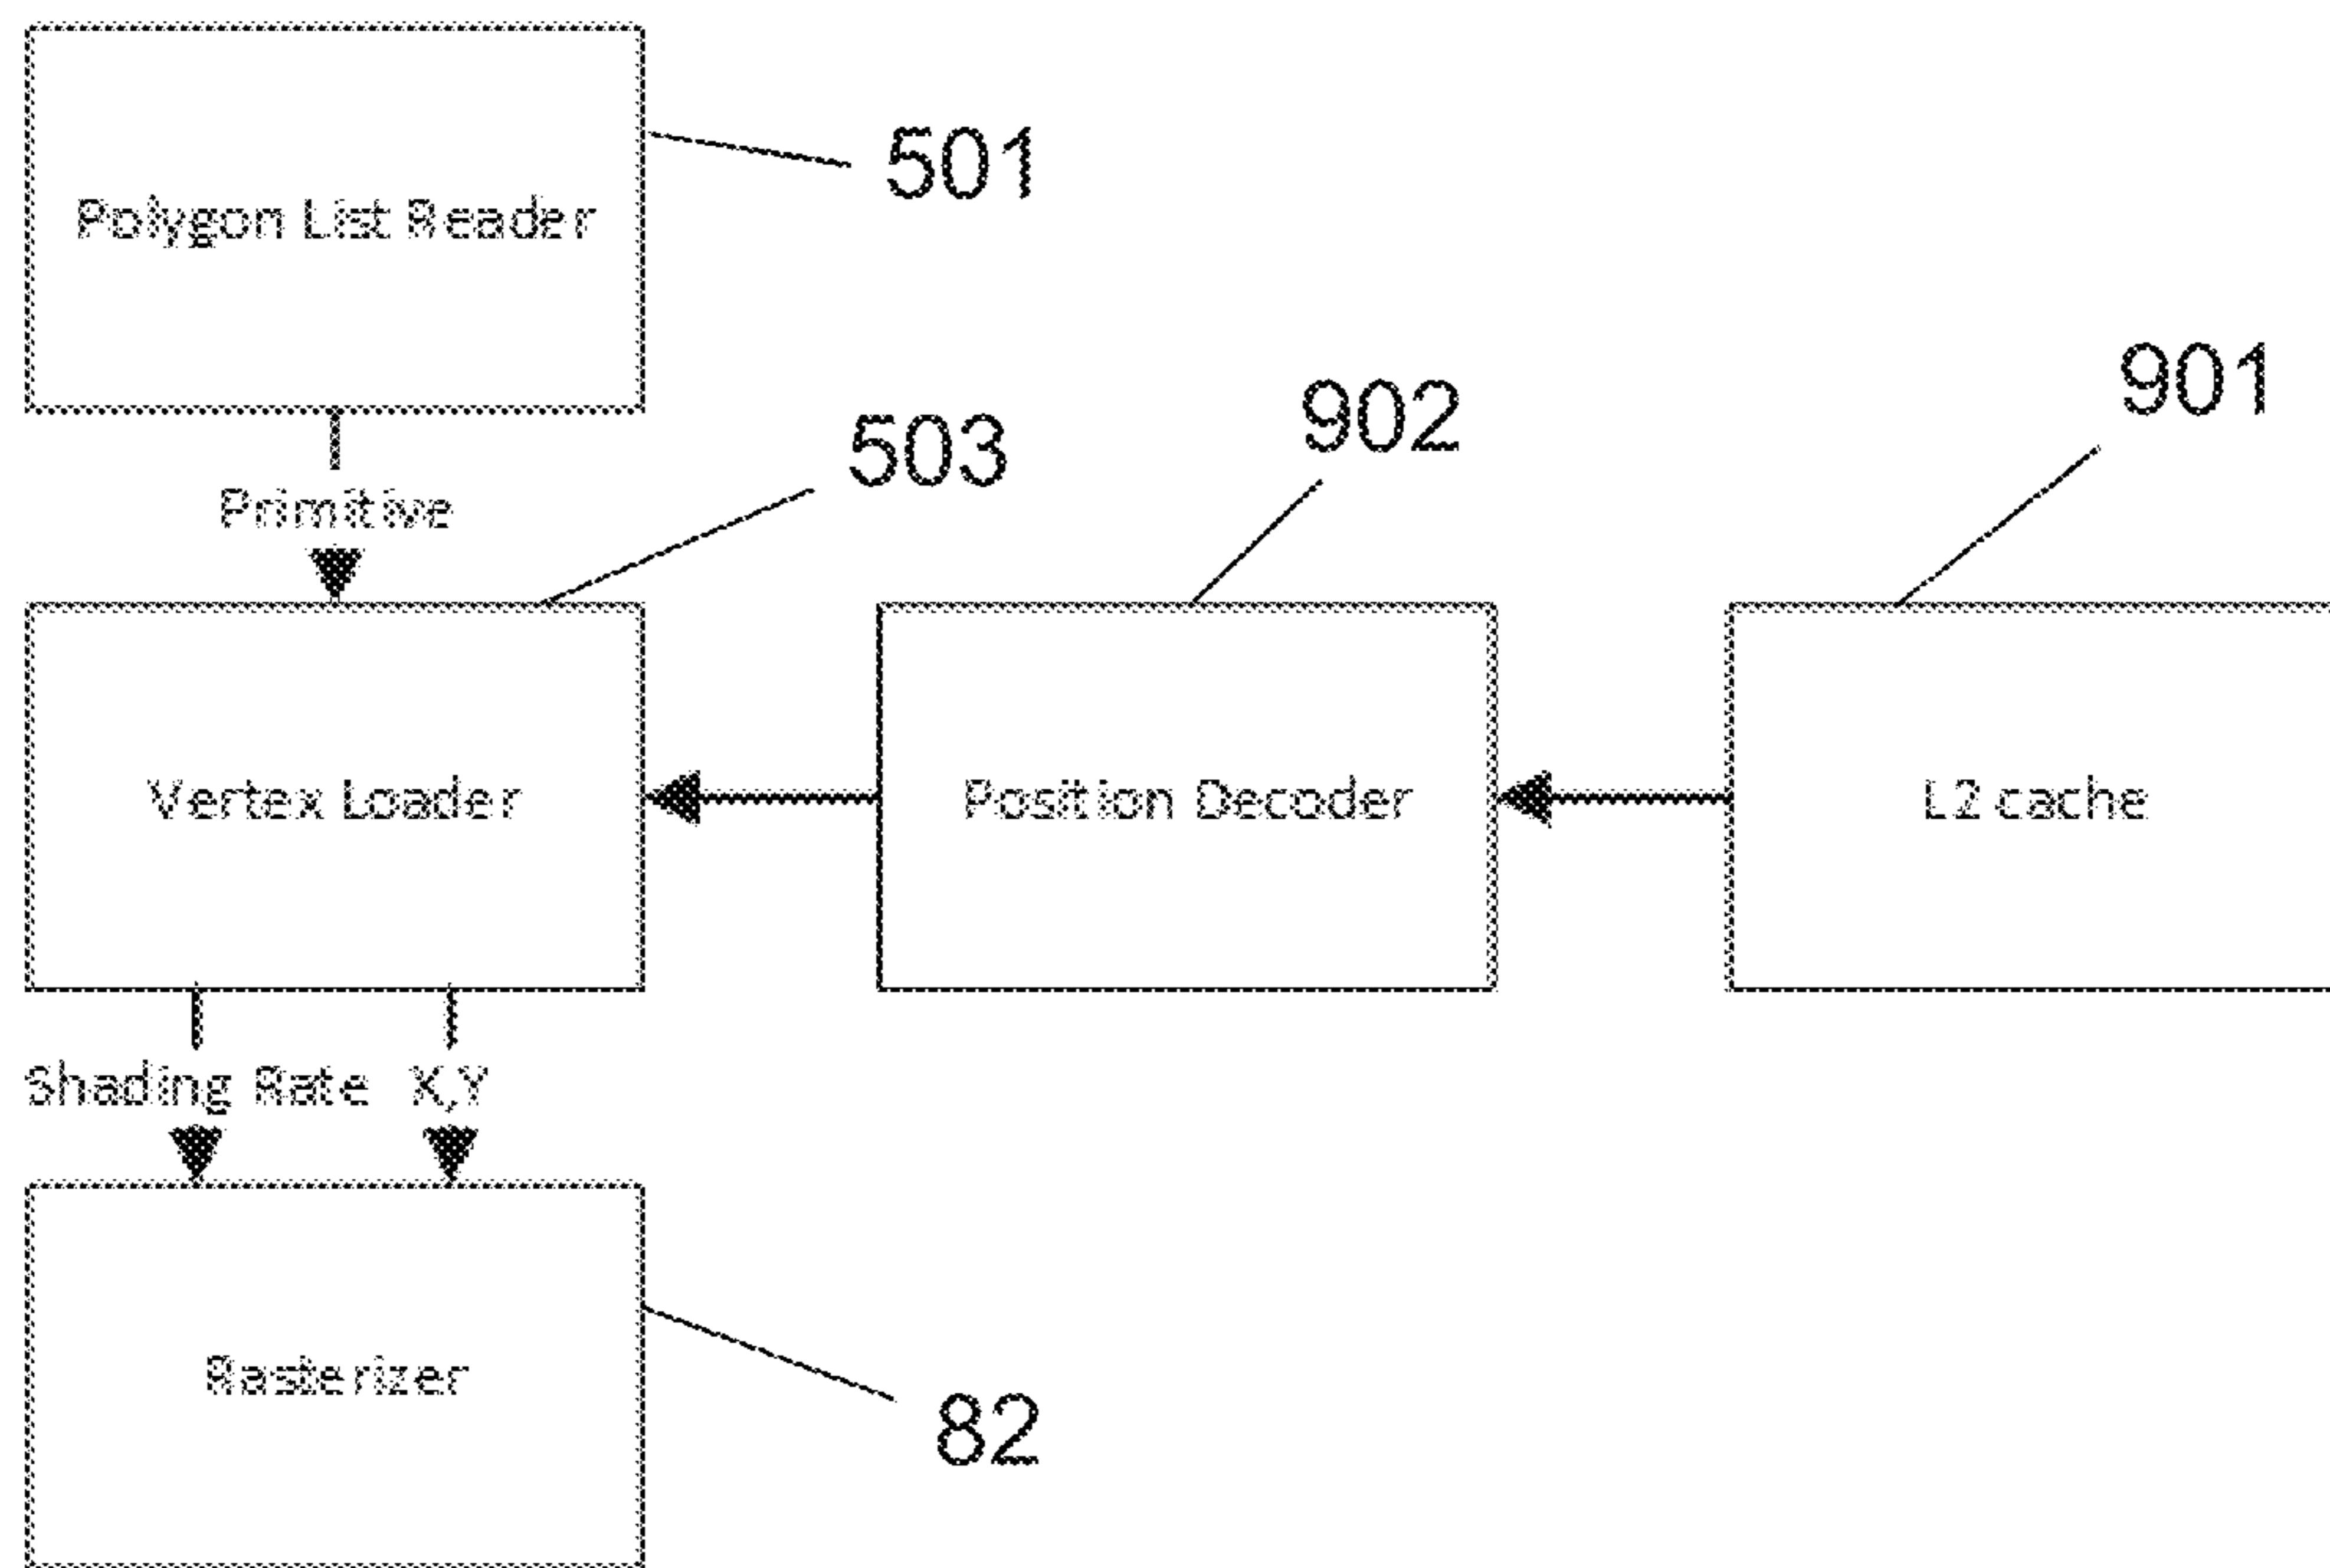 501
Polygon List Reader
901
902
503
Primitive
Vertex Loader
Position Decoder
L2 cache
Shading Rate X,Y
Rasterizer
82